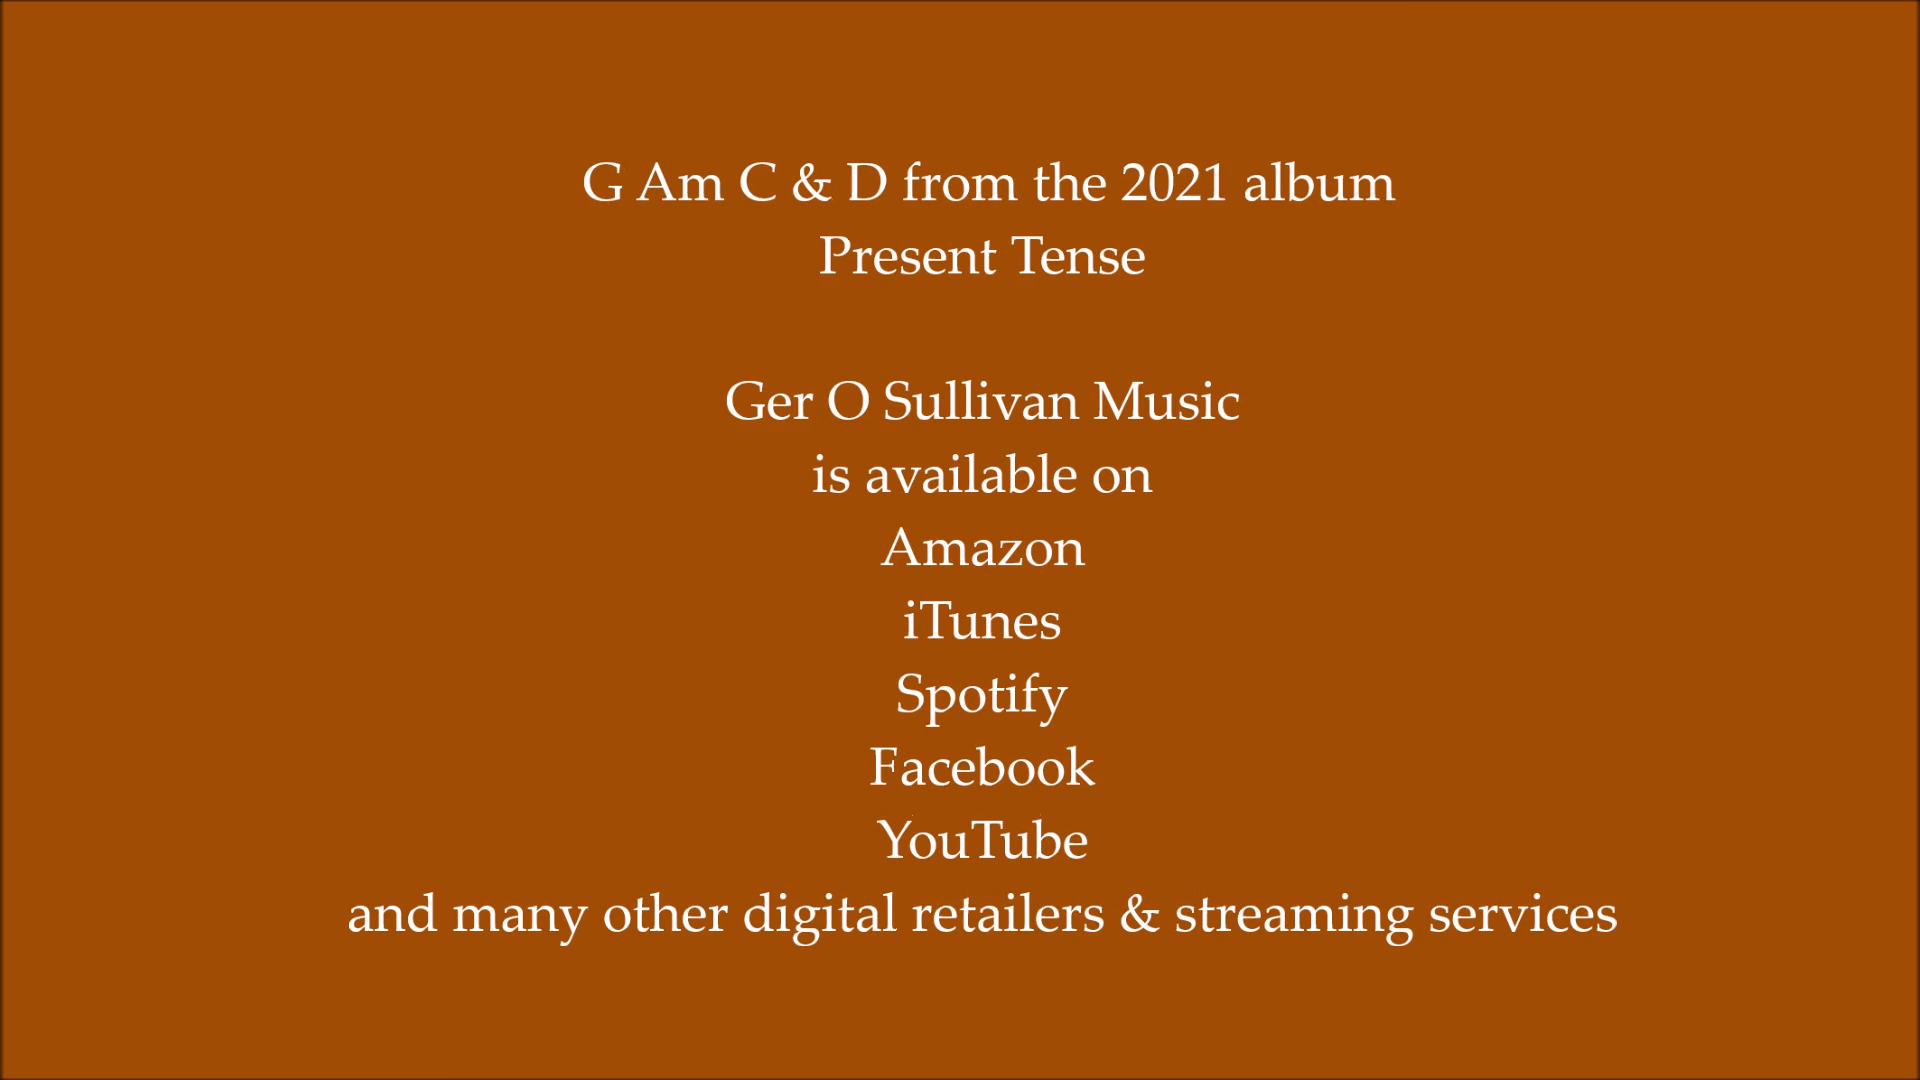 G Am C & D from the 2021 album
Present Tense
Ger O Sullivan Music
is available on
Amazon
iTunes
Spotify
Facebook
YouTube
and many other digital retailers & streaming services